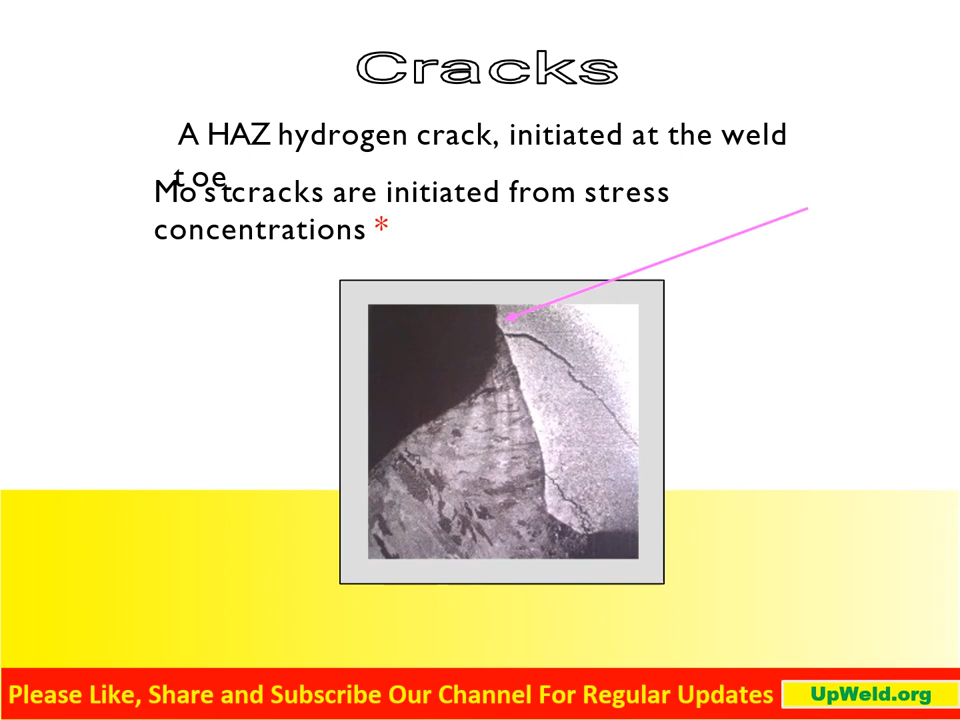 Cracks
A HAZ hydrogen crack, initiated at the weld
toe
Most cracks are initiated from stress
concentrations *
Please Like, Share and Subscribe Our Channel For Regular Updates
UpWeld.org